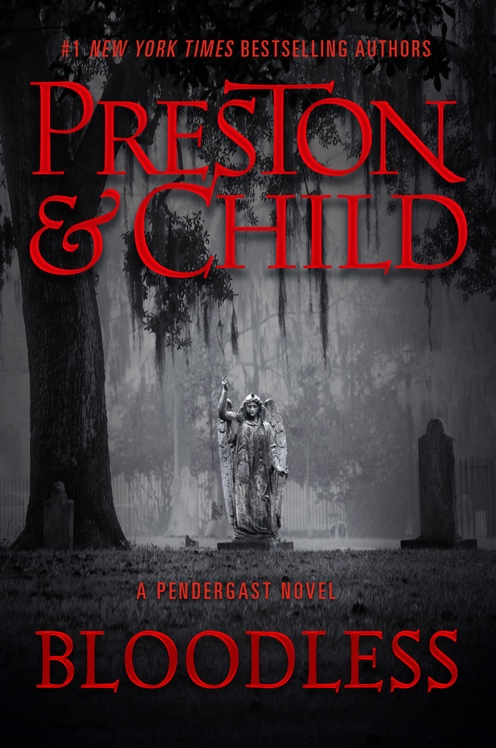 #1 NEW YORK TIMES BESTSELLING AUTHORS
PRESTON
& CHILD
A PENDERGAST NOVEL
BLOODLESS